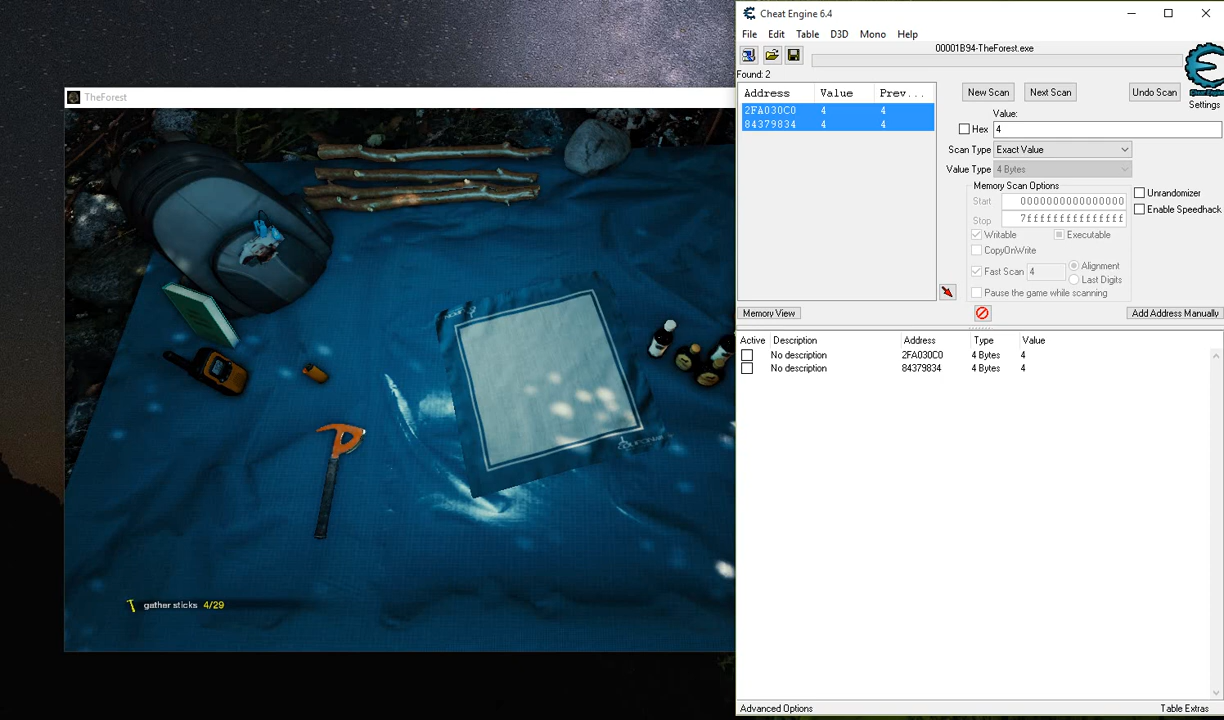 TheForest
gather sticks 4/29
Cheat Engine 6.4
File Edit Table D3D Mono Help
00001B94-TheForest.exe
Found: 2
Address Value Prev...
2FA030C0 4 4
84379834 4 4
New Scan Next Scan Undo Scan
Cheat Engine
Settings
Value:
Hex 4
Scan Type Exact Value
Value Type 4 Bytes
Memory Scan Options
Start 0000000000000000
Stop 7fffffffffffffff
Writable Executable
CopyOnWrite
Fast Scan 4 Alignment
Last Digits
Pause the game while scanning
Unrandomizer
Enable Speedhack
Memory View Add Address Manually
Active Description Address Type Value
No description 2FA030C0 4 Bytes 4
No description 84379834 4 Bytes 4
Advanced Options Table Extras